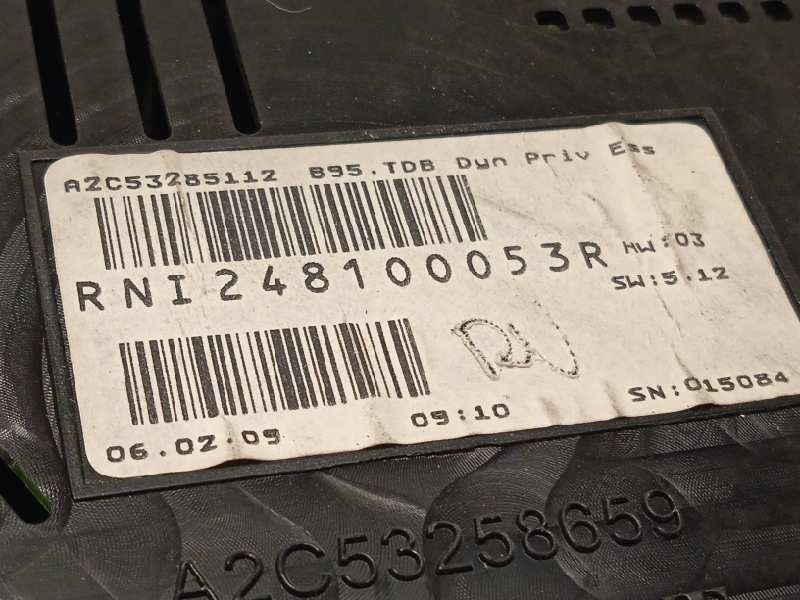 A2C53285112 B95.TDB Dyn Priv Ess
RNI248100053R
HW:03
SW:5.12
06.02.09
09:10
SN:015084
A2C53258659